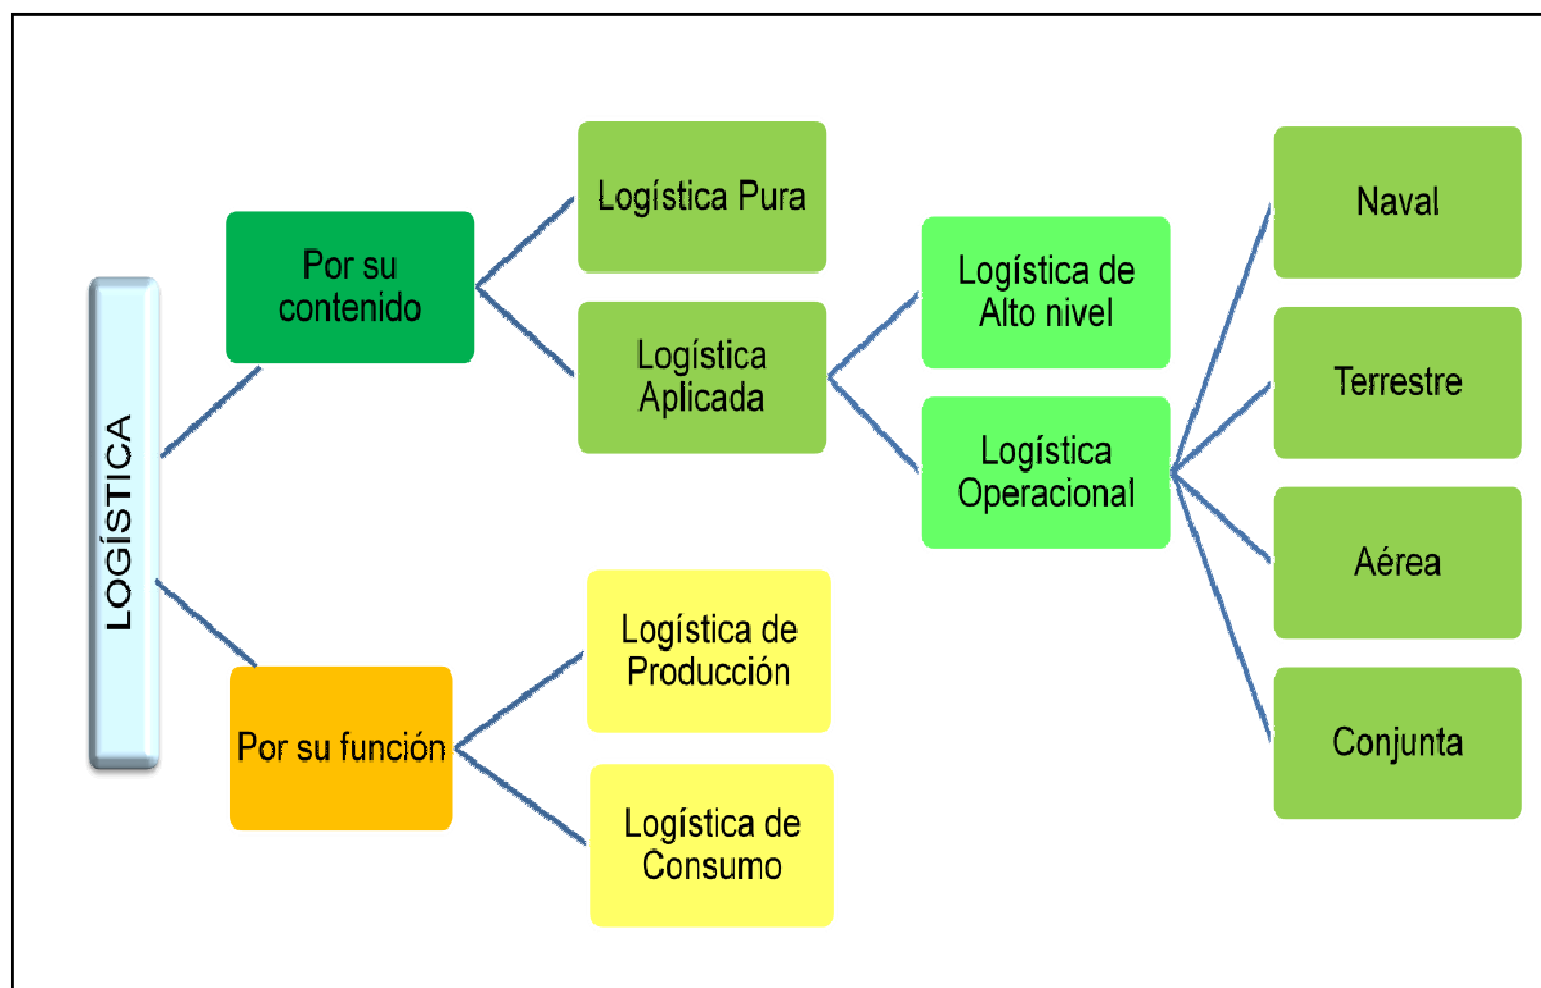 LOGÍSTICA
Por su
contenido
Logística Pura
Logística
Aplicada
Logística de
Alto nivel
Logística
Operacional
Naval
Terrestre
Aérea
Conjunta
Por su función
Logística de
Producción
Logística de
Consumo